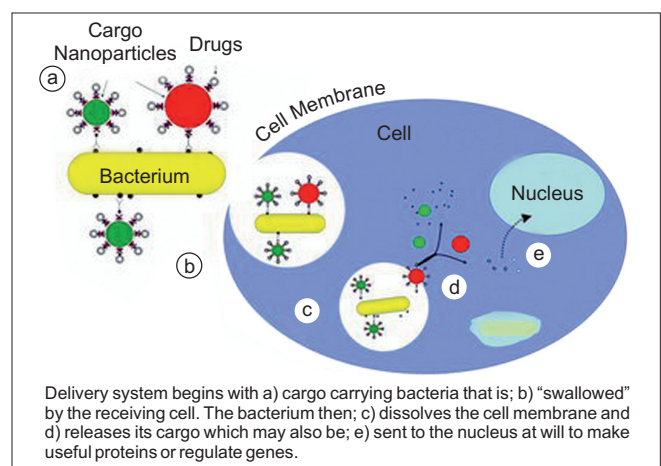 Cargo
Nanoparticles
Drugs
a
Cell Membrane
Cell
Bacterium
Nucleus
b
e
d
c
Delivery system begins with a) cargo carrying bacteria that is; b) “swallowed”
by the receiving cell. The bacterium then; c) dissolves the cell membrane and
d) releases its cargo which may also be; e) sent to the nucleus at will to make
useful proteins or regulate genes.